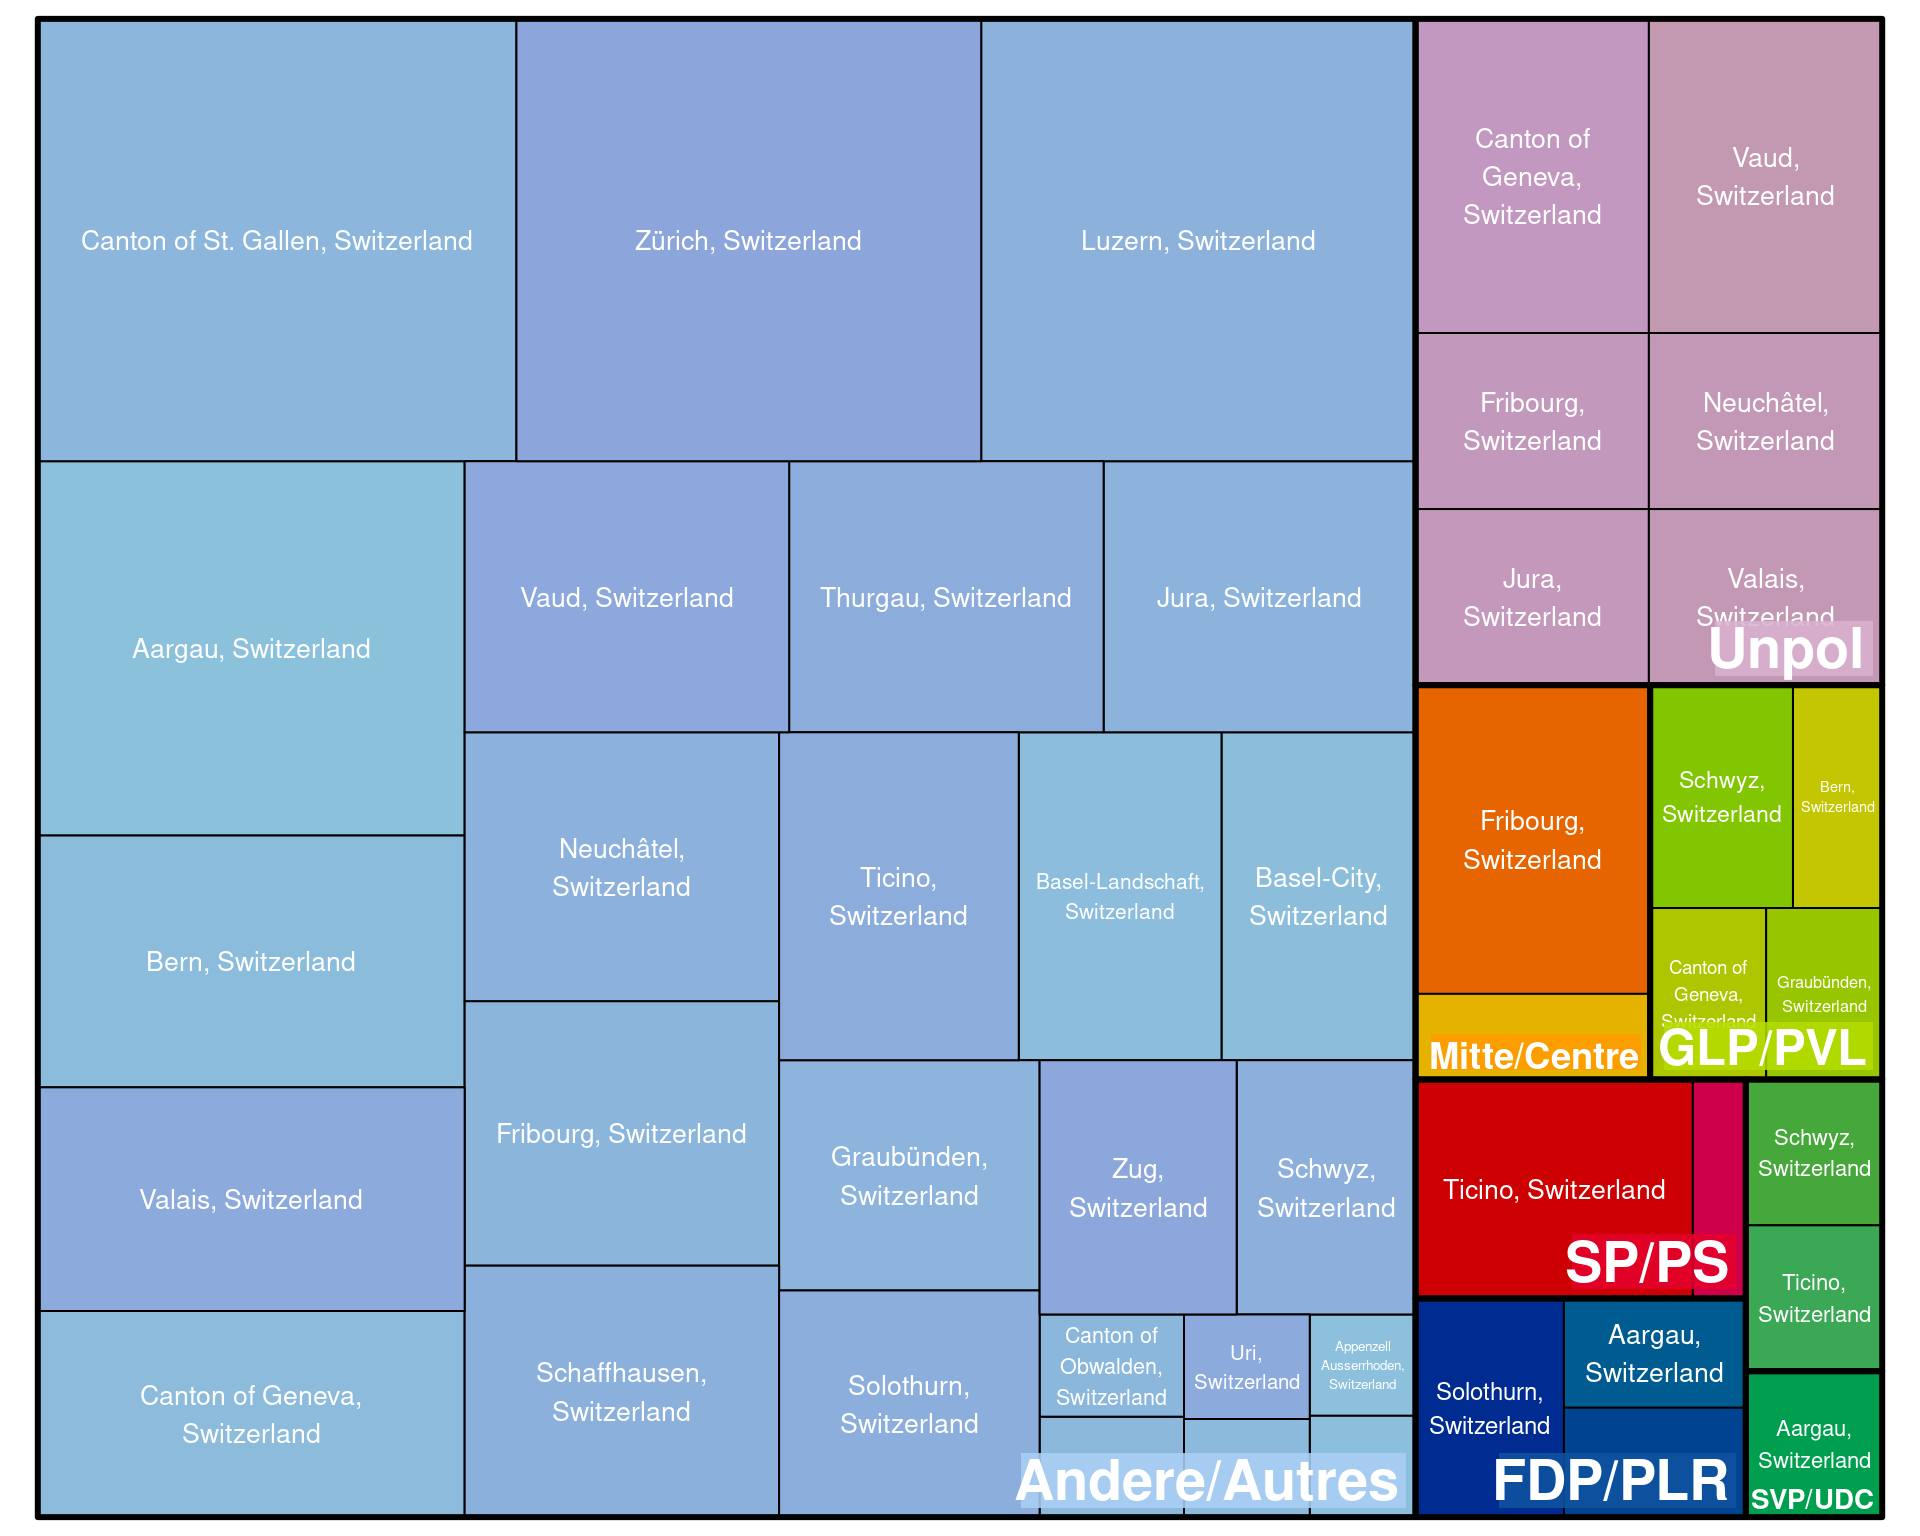 Canton of St. Gallen, Switzerland
Zürich, Switzerland
Luzern, Switzerland
Aargau, Switzerland
Vaud, Switzerland
Thurgau, Switzerland
Jura, Switzerland
Bern, Switzerland
Neuchâtel,
Switzerland
Ticino,
Switzerland
Basel-Landschaft,
Switzerland
Basel-City,
Switzerland
Valais, Switzerland
Fribourg, Switzerland
Graubünden,
Switzerland
Zug,
Switzerland
Schwyz,
Switzerland
Canton of Geneva,
Switzerland
Schaffhausen,
Switzerland
Solothurn,
Switzerland
Canton of
Obwalden,
Switzerland
Uri,
Switzerland
Appenzell
Ausserrhoden,
Switzerland
Andere/Autres
Canton of
Geneva,
Switzerland
Vaud,
Switzerland
Fribourg,
Switzerland
Neuchâtel,
Switzerland
Jura,
Switzerland
Valais,
Switzerland
Unpol
Fribourg,
Switzerland
Mitte/Centre
Schwyz,
Switzerland
Bern,
Switzerland
Canton of
Geneva,
Switzerland
Graubünden,
Switzerland
GLP/PVL
Ticino, Switzerland
SP/PS
Schwyz,
Switzerland
Ticino,
Switzerland
Solothurn,
Switzerland
Aargau,
Switzerland
FDP/PLR
Aargau,
Switzerland
SVP/UDC